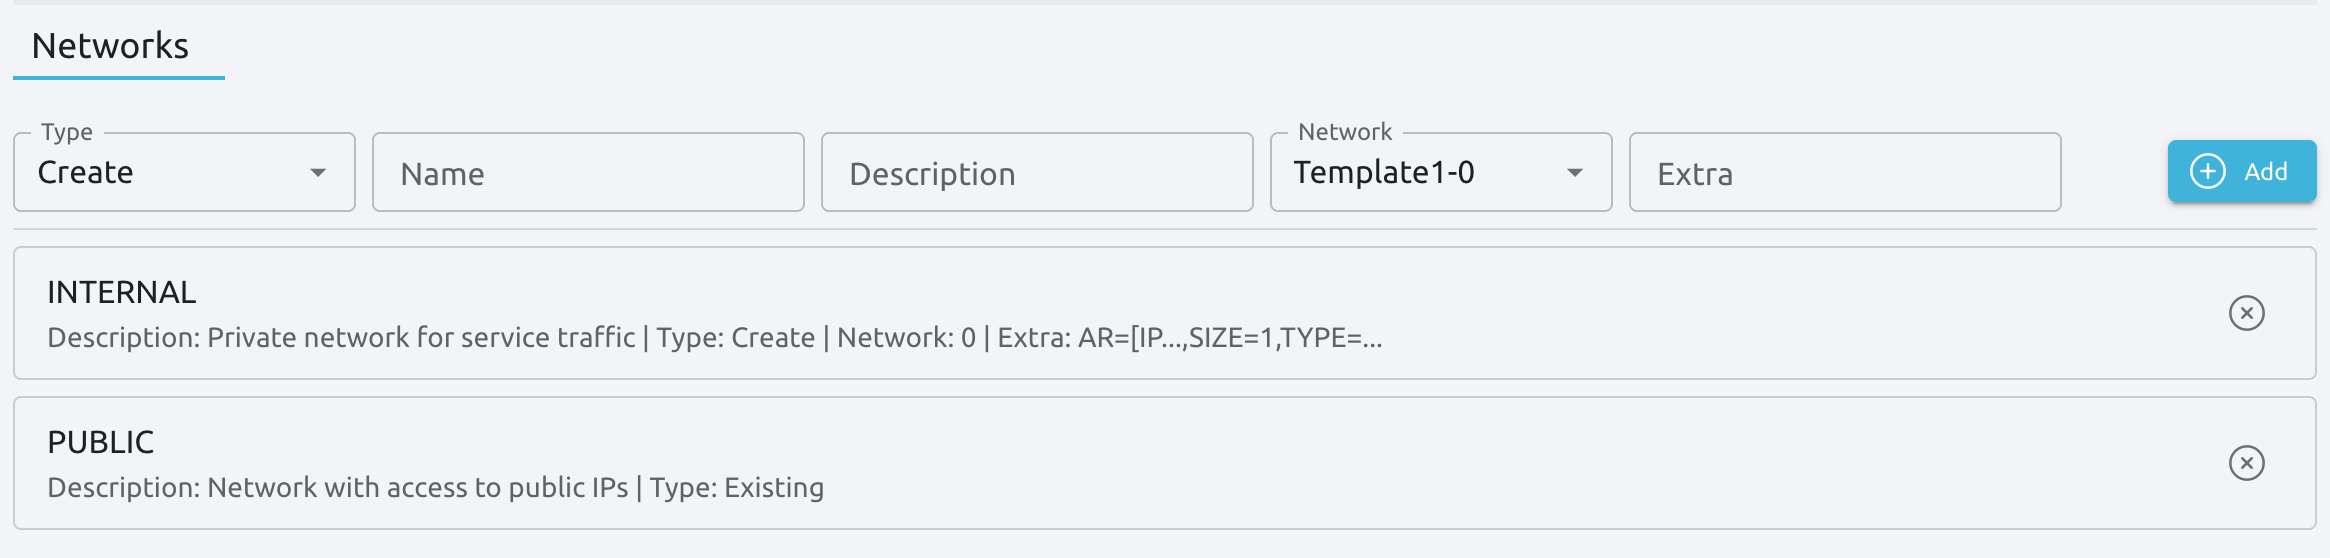 Networks
Type
Create
Name
Description
Network
Template1-0
Extra
Add
INTERNAL
Description: Private network for service traffic | Type: Create | Network: 0 | Extra: AR=[IP...,SIZE=1,TYPE=...
PUBLIC
Description: Network with access to public IPs | Type: Existing